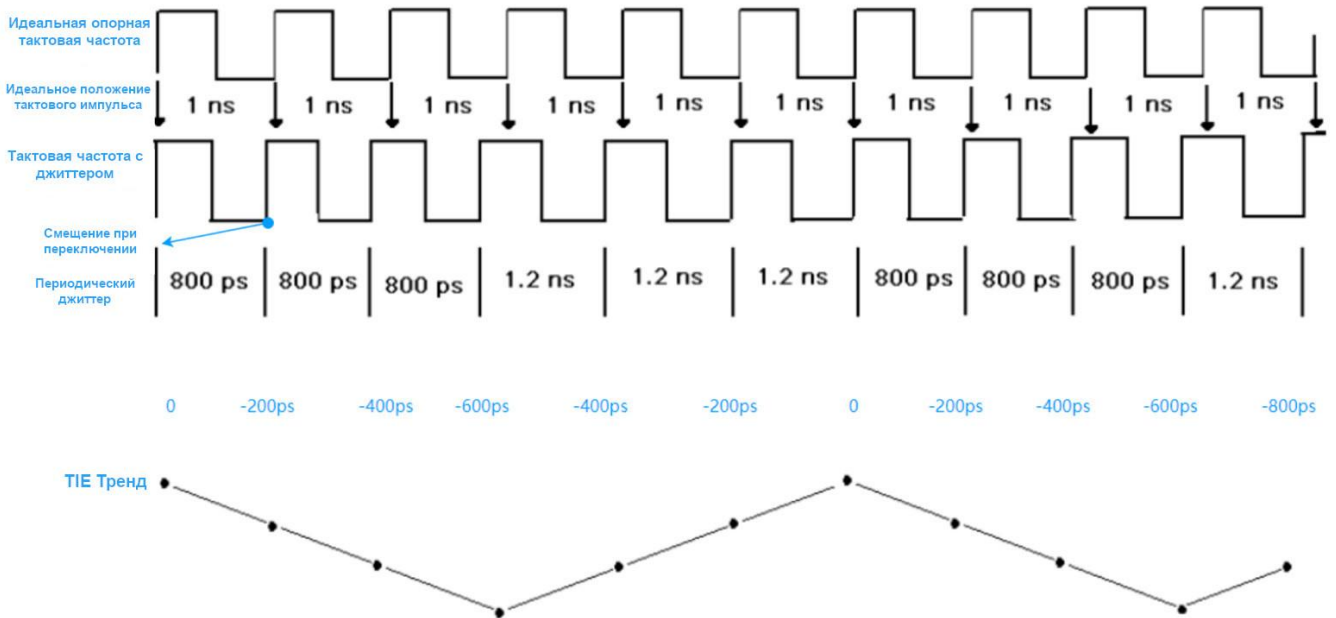 Идеальная опорная
тактовая частота
Идеальное положение
тактового импульса
1 ns 1 ns 1 ns 1 ns 1 ns 1 ns 1 ns 1 ns 1 ns 1 ns
Тактовая частота с
джиттером
Смещение при
переключении
Периодический
джиттер
800 ps 800 ps 800 ps 1.2 ns 1.2 ns 1.2 ns 800 ps 800 ps 800 ps 1.2 ns
0 -200ps -400ps -600ps -400ps -200ps 0 -200ps -400ps -600ps -800ps
TIE Тренд